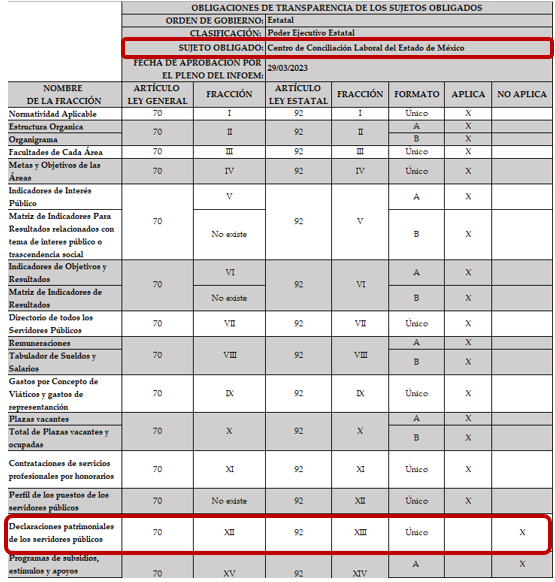 OBLIGACIONES DE TRANSPARENCIA DE LOS SUJETOS OBLIGADOS
ORDEN DE GOBIERNO: Estatal
CLASIFICACIÓN: Poder Ejecutivo Estatal
SUJETO OBLIGADO: Centro de Conciliación Laboral del Estado de México
FECHA DE APROBACIÓN POR
EL PLENO DEL INFOEM: 29/03/2023
NOMBRE DE LA FRACCIÓN ARTÍCULO LEY GENERAL FRACCIÓN ARTÍCULO LEY ESTATAL FRACCIÓN FORMATO APLICA NO APLICA
Normatividad Aplicable 70 I 92 I Único X
Estructura Organica 70 II 92 II A X
Organigrama B X
Facultades de Cada Área 70 III 92 III Único X
Metas y Objetivos de las
Áreas 70 IV 92 IV Único X
Indicadores de Interés
Público 70 V 92 V A X
Matriz de Indicadores Para
Resultados relacionados con
tema de interes público o
trascendencia social No existe B X
Indicadores de Objetivos y
Resultados 70 VI 92 VI A X
Matriz de Indicadores de
Resultados No existe B X
Directorio de todos los
Servidores Públicos 70 VII 92 VII Único X
Remuneraciones 70 VIII 92 VIII A X
Tabulador de Sueldos y
Salarios B X
Gastos por Concepto de
Viáticos y gastos de
representanción 70 IX 92 IX Único X
Plazas vacantes 70 X 92 X A X
Total de Plazas vacantes y
ocupadas B X
Contrataciones de servicios
profesionales por honorarios 70 XI 92 XI Único X
Perfil de los puestos de los
servidores públicos 70 No existe 92 XII Único X
Declaraciones patrimoniales
de los servidores públicos 70 XII 92 XIII Único X
Programas de subsidios,
estímulos y apoyos 70 XV 92 XIV A X